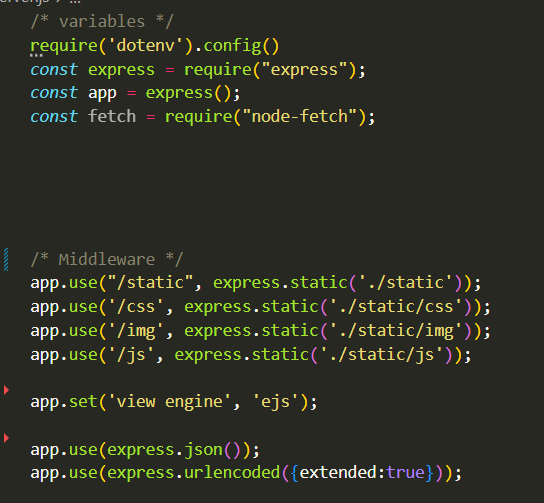 /* variables */
require('dotenv').config()
const express = require("express");
const app = express();
const fetch = require("node-fetch");
/* Middleware */
app.use("/static", express.static('./static'));
app.use('/css', express.static('./static/css'));
app.use('/img', express.static('./static/img'));
app.use('/js', express.static('./static/js'));
app.set('view engine', 'ejs');
app.use(express.json());
app.use(express.urlencoded({extended:true}));